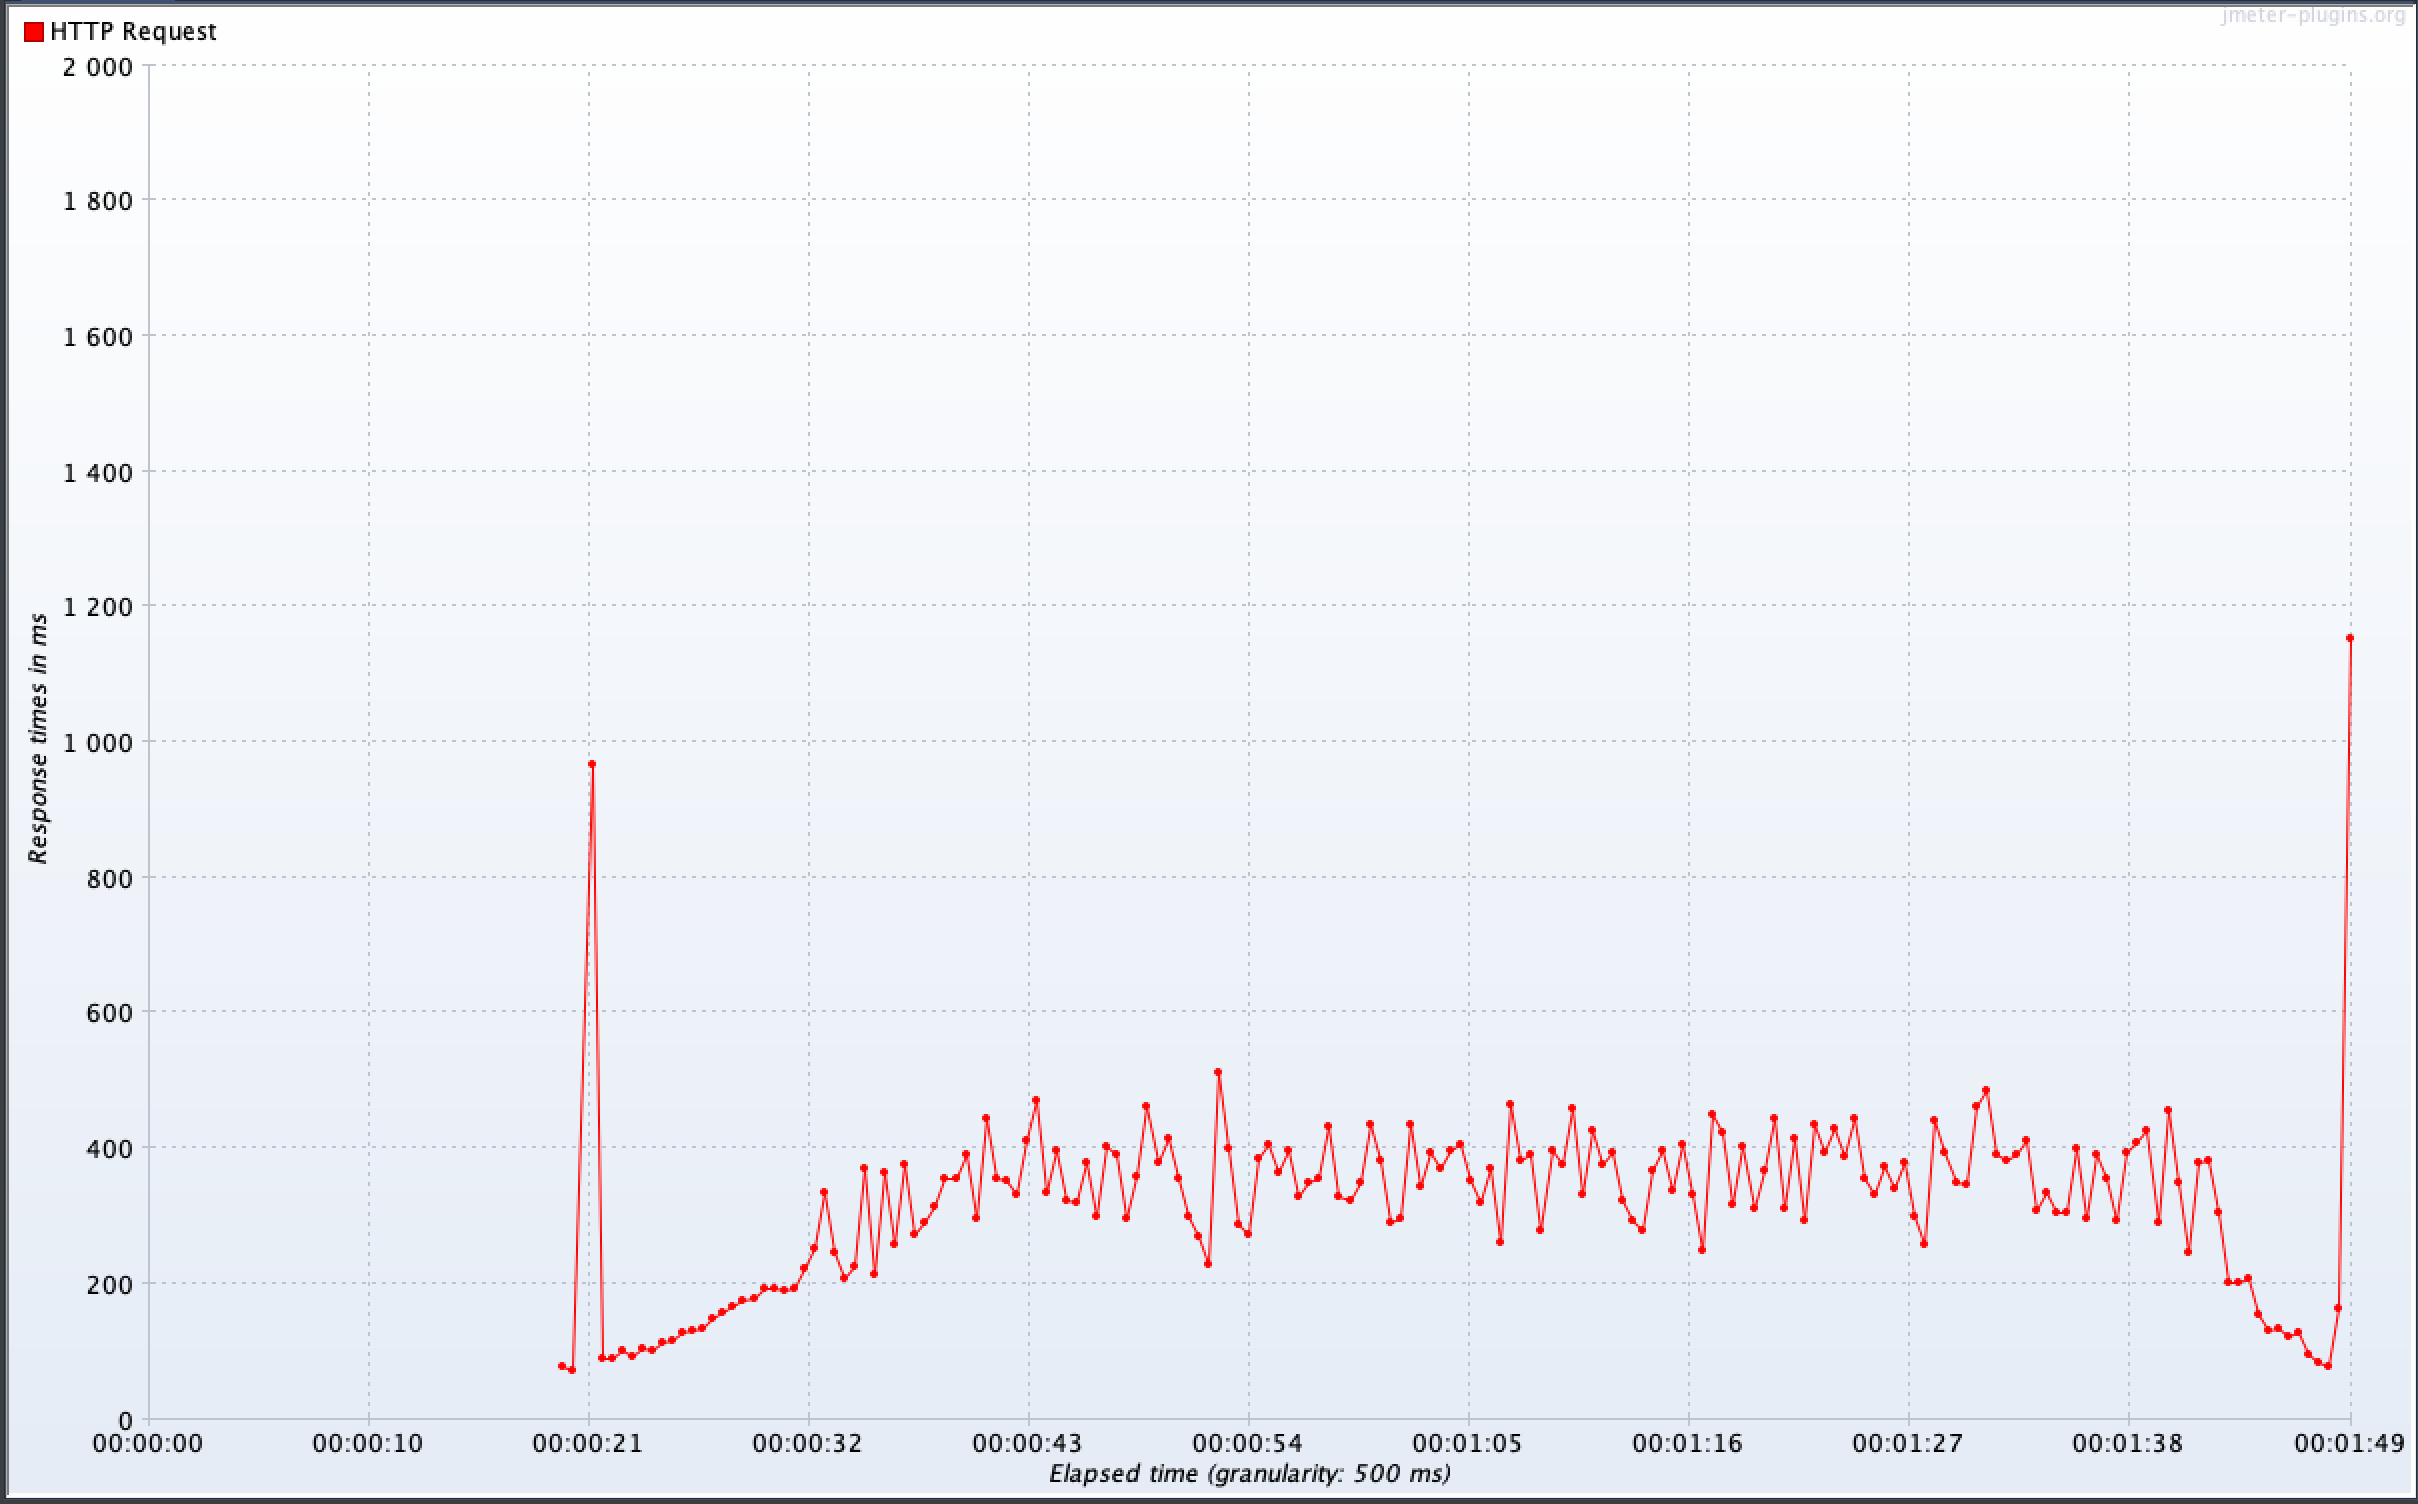 jmeter-plugins.org
HTTP Request
2 000
1 800
1 600
1 400
1 200
1 000
800
600
400
200
0
Response times in ms
00:00:00 00:00:10 00:00:21 00:00:32 00:00:43 00:00:54 00:01:05 00:01:16 00:01:27 00:01:38 00:01:49
Elapsed time (granularity: 500 ms)